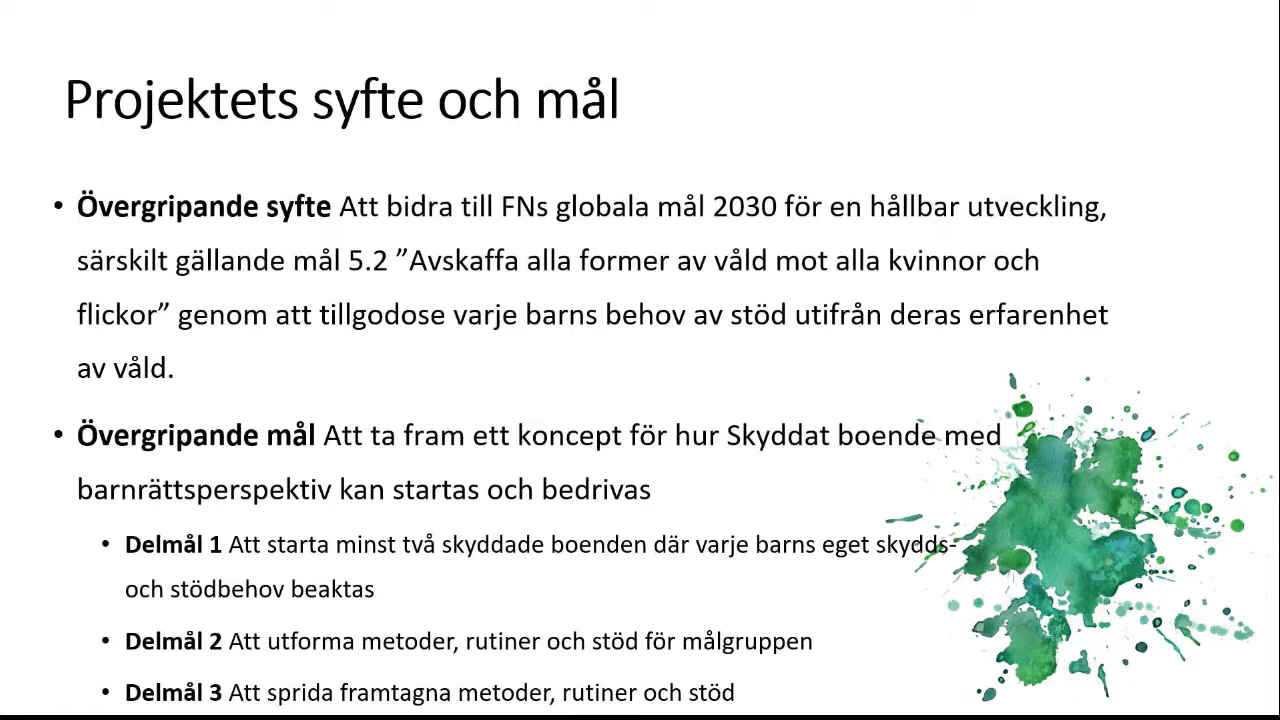 Projektets syfte och mål
• Övergripande syfte Att bidra till FNs globala mål 2030 för en hållbar utveckling,
särskilt gällande mål 5.2 ”Avskaffa alla former av våld mot alla kvinnor och
flickor” genom att tillgodose varje barns behov av stöd utifrån deras erfarenhet
av våld.
• Övergripande mål Att ta fram ett koncept för hur Skyddat boende med
barnrättsperspektiv kan startas och bedrivas
• Delmål 1 Att starta minst två skyddade boenden där varje barns eget skydds-
och stödbehov beaktas
• Delmål 2 Att utforma metoder, rutiner och stöd för målgruppen
• Delmål 3 Att sprida framtagna metoder, rutiner och stöd